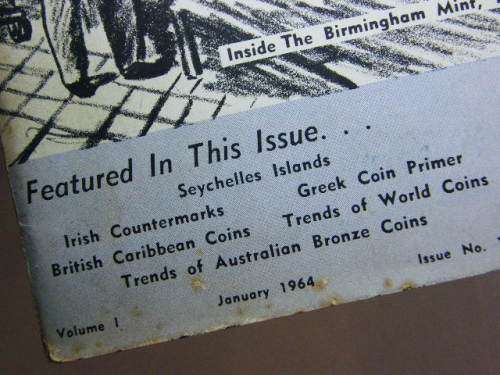 Inside The Birmingham Mint,
Featured In This Issue. . .
Seychelles Islands
Irish Countermarks Greek Coin Primer
British Caribbean Coins Trends of World Coins
Trends of Australian Bronze Coins
Volume I January 1964 Issue No.